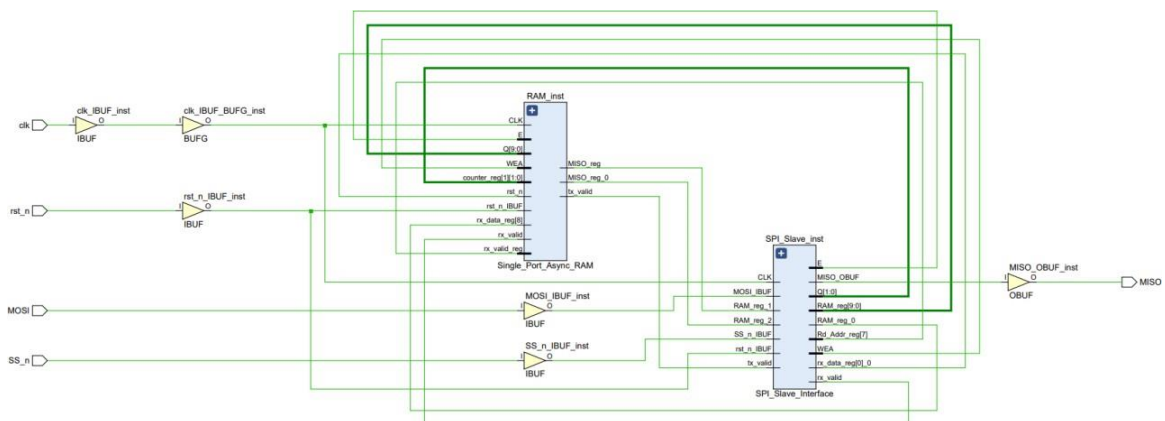 RAM_inst
clk_IBUF_inst
clk_IBUF_BUFG_inst
clk
I
O
IBUF
I
O
BUFG
CLK
E
Q[9:0]
WEA
counter_reg[1][1:0]
rst_n
rst_n_IBUF
rx_data_reg[8]
rx_valid
rx_valid_reg
MISO_reg
MISO_reg_0
tx_valid
Single_Port_Async_RAM
rst_n_IBUF_inst
rst_n
I
O
IBUF
SPI_Slave_inst
CLK
MOSI_IBUF
RAM_reg_1
RAM_reg_2
SS_n_IBUF
rst_n_IBUF
tx_valid
E
MISO_OBUF
Q[1:0]
RAM_reg[9:0]
RAM_reg_0
Rd_Addr_reg[7]
WEA
rx_data_reg[0]_0
rx_valid
SPI_Slave_Interface
MISO_OBUF_inst
I
O
OBUF
MISO
MOSI_IBUF_inst
MOSI
I
O
IBUF
SS_n_IBUF_inst
SS_n
I
O
IBUF